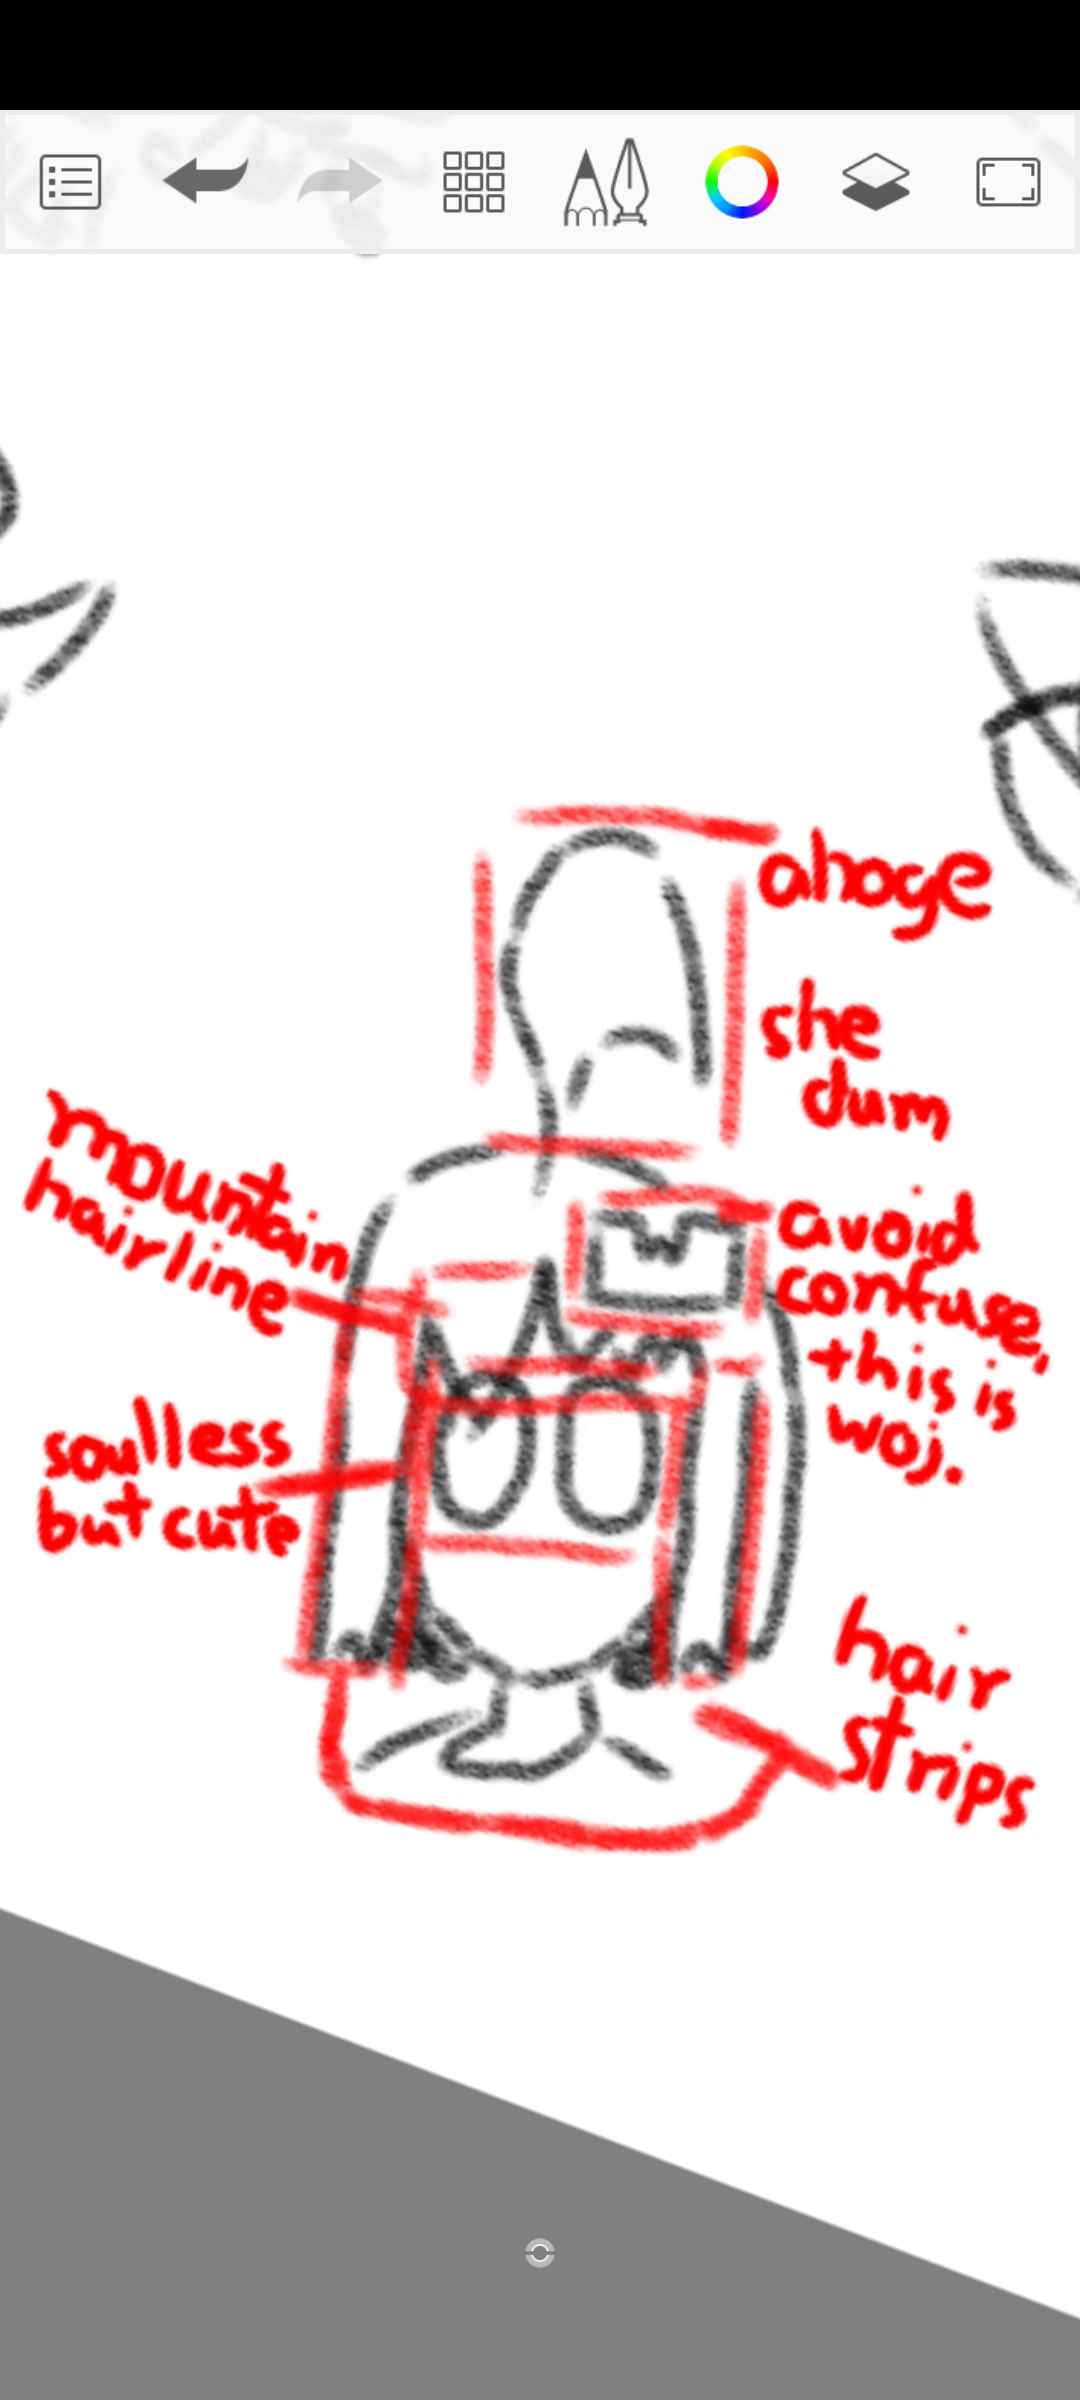 ahoge
she
dum
mountain
hairline
avoid
confuse,
this is
woj.
soulless
but cute
hair
strips